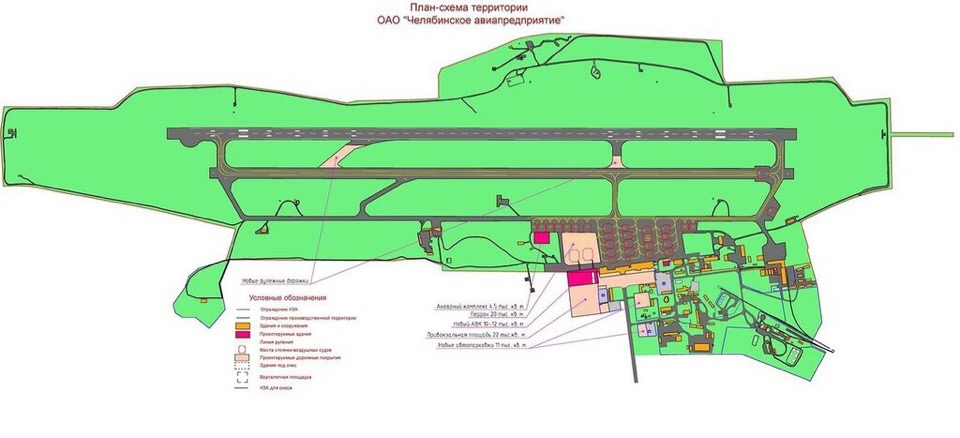 План-схема территории
ОАО "Челябинское авиапредприятие"
Новые рулежные дорожки
Ангарный комплекс 4.5 тыс. кв. м.
Перрон 20 тыс. кв. м.
Новый АВК 10-12 тыс. кв. м.
Привокзальная площадь 22 тыс.кв. м.
Новые автопарковки 11 тыс. кв. м.
Условные обозначения
Ограждение КЗА
Ограждение производственной территории
Здания и сооружения
Проектируемые здания
Линия руления
Места стоянки воздушных судов
Проектируемые дорожные покрытия
Здания под снос
Вертолетная площадка
КЗА для сноса